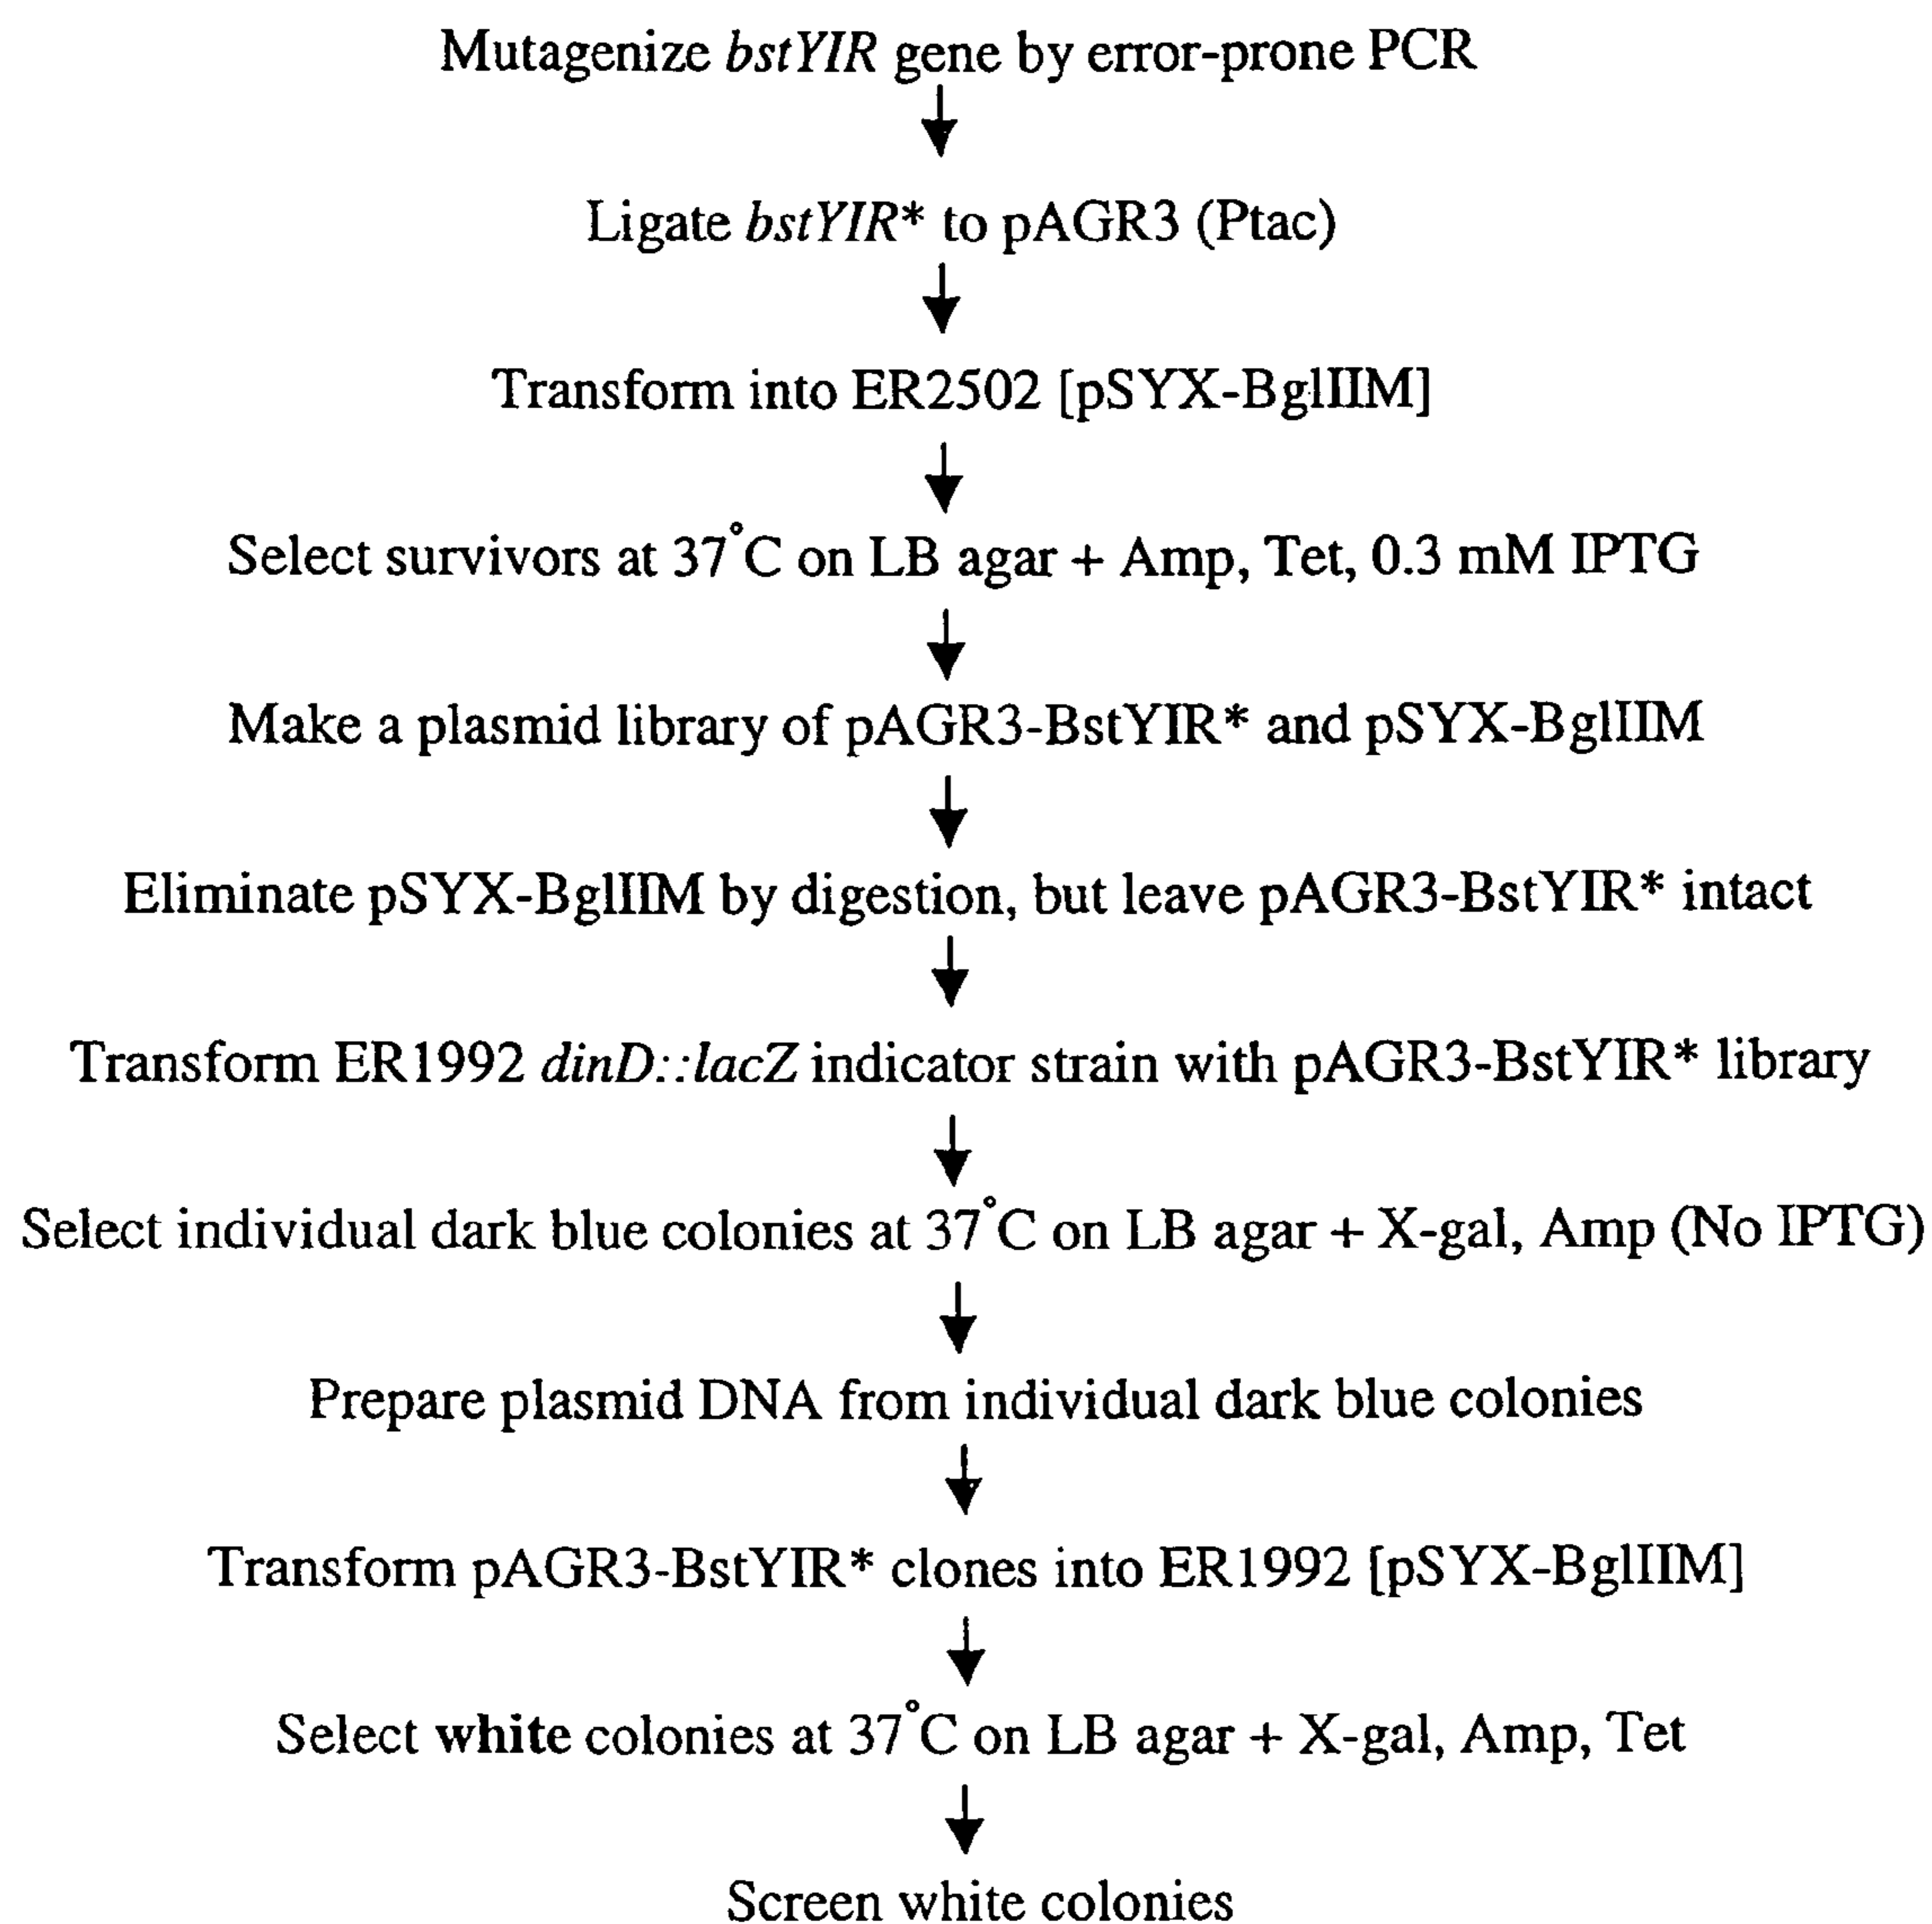 Mutagenize bstYIR gene by error-prone PCR
Ligate bstYIR* to pAGR3 (Ptac)
Transform into ER2502 [pSYX-BglIIM]
Select survivors at 37°C on LB agar + Amp, Tet, 0.3 mM IPTG
Make a plasmid library of pAGR3-BstYIR* and pSYX-BglIIM
Eliminate pSYX-BglIIM by digestion, but leave pAGR3-BstYIR* intact
Transform ER1992 dinD::lacZ indicator strain with pAGR3-BstYIR* library
Select individual dark blue colonies at 37°C on LB agar + X-gal, Amp (No IPTG)
Prepare plasmid DNA from individual dark blue colonies
Transform pAGR3-BstYIR* clones into ER1992 [pSYX-BglIIM]
Select white colonies at 37°C on LB agar + X-gal, Amp, Tet
Screen white colonies